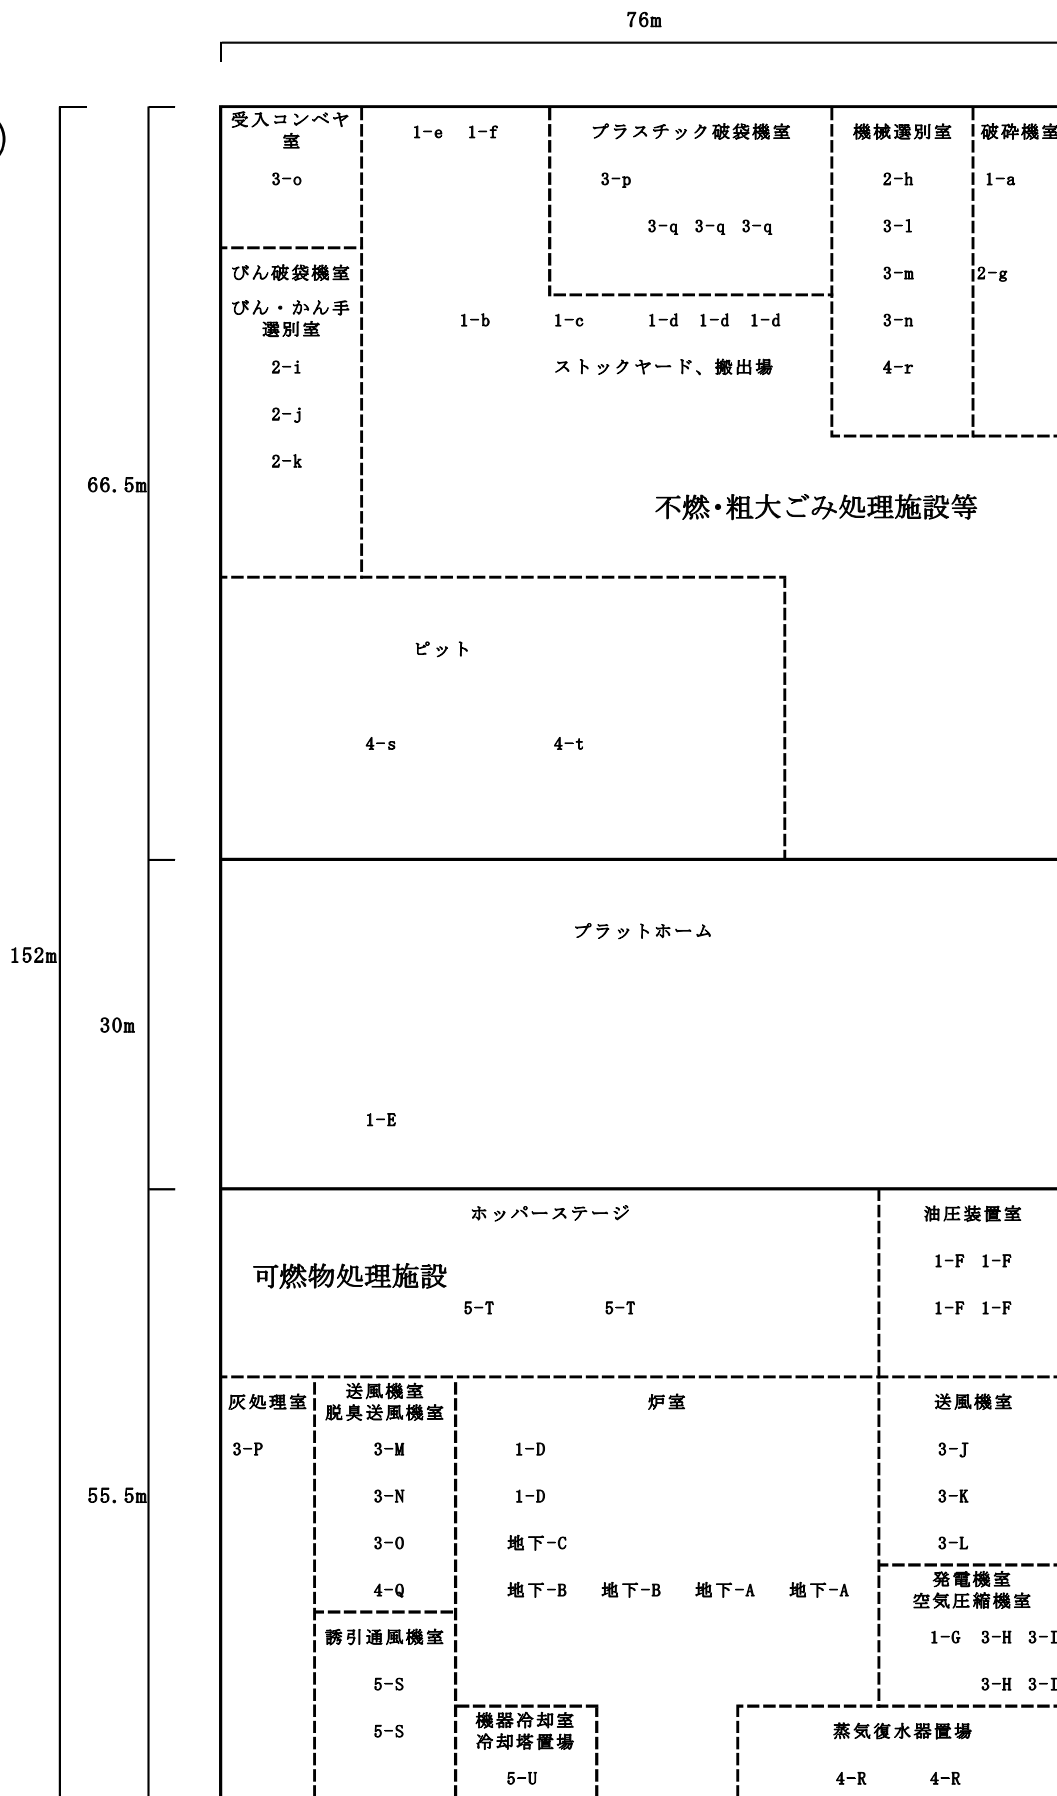 76m
受入コンベヤ
室
1-e 1-f
プラスチック破袋機室
機械選別室
破砕機室
3-o
3-p
2-h
1-a
3-q 3-q 3-q
3-l
びん破袋機室
3-m
2-g
びん・かん手
選別室
1-b
1-c
1-d 1-d 1-d
3-n
2-i
ストックヤード、搬出場
4-r
2-j
2-k
66.5m
不燃・粗大ごみ処理施設等
ピット
4-s
4-t
プラットホーム
152m
30m
1-E
ホッパーステージ
油圧装置室
可燃物処理施設
1-F 1-F
5-T
5-T
1-F 1-F
灰処理室
送風機室
脱臭送風機室
炉室
送風機室
3-P
3-M
1-D
3-J
55.5m
3-N
1-D
3-K
3-O
地下-C
3-L
4-Q
地下-B
地下-B
地下-A
地下-A
発電機室
空気圧縮機室
誘引通風機室
1-G 3-H 3-I
5-S
3-H 3-I
5-S
機器冷却室
冷却塔置場
蒸気復水器置場
5-U
4-R
4-R